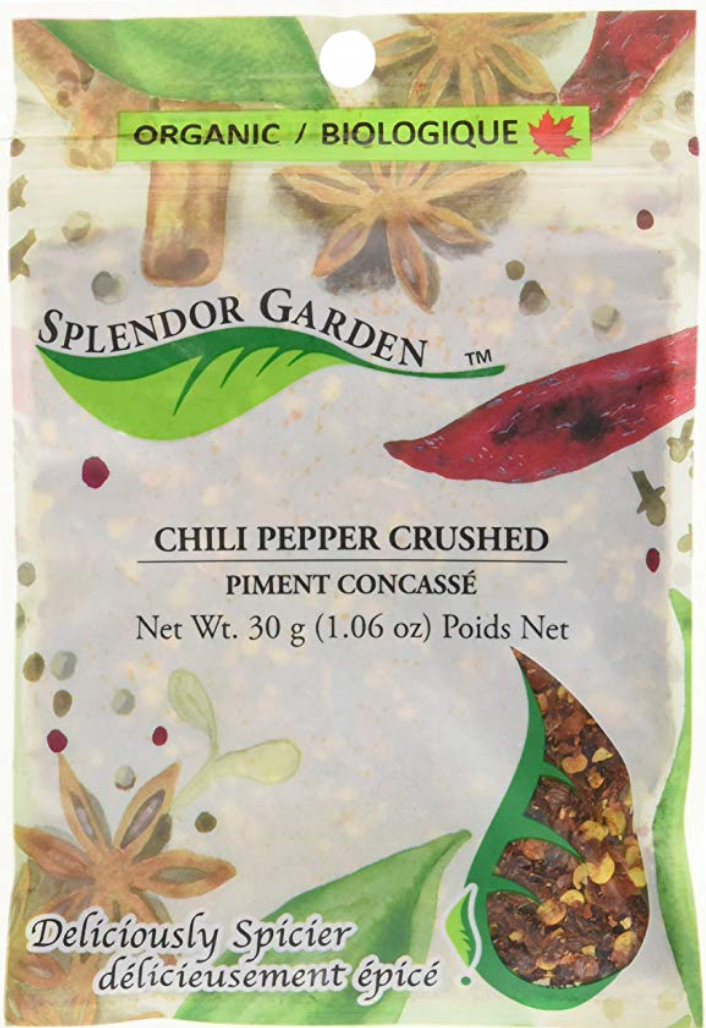 ORGANIC / BIOLOGIQUE
SPLENDOR GARDEN ™
CHILI PEPPER CRUSHED
PIMENT CONCASSÉ
Net Wt. 30 g (1.06 oz) Poids Net
Deliciously Spicier
délicieusement épicé